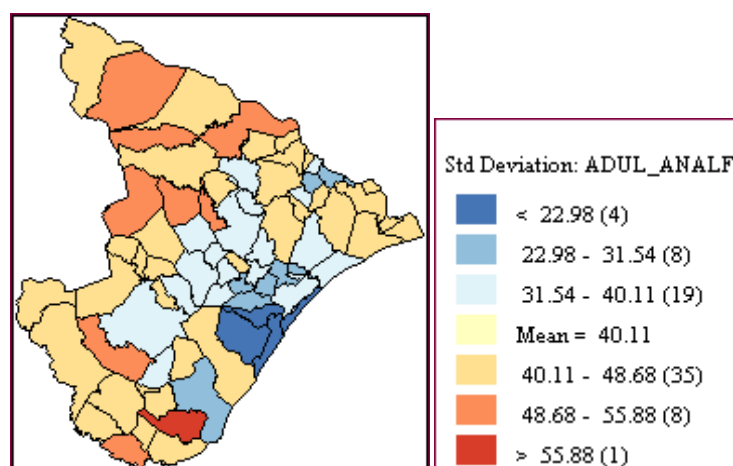 Std Deviation: ADUL_ANALF
< 22.98 (4)
22.98 - 31.54 (8)
31.54 - 40.11 (19)
Mean = 40.11
40.11 - 48.68 (35)
48.68 - 55.88 (8)
> 55.88 (1)